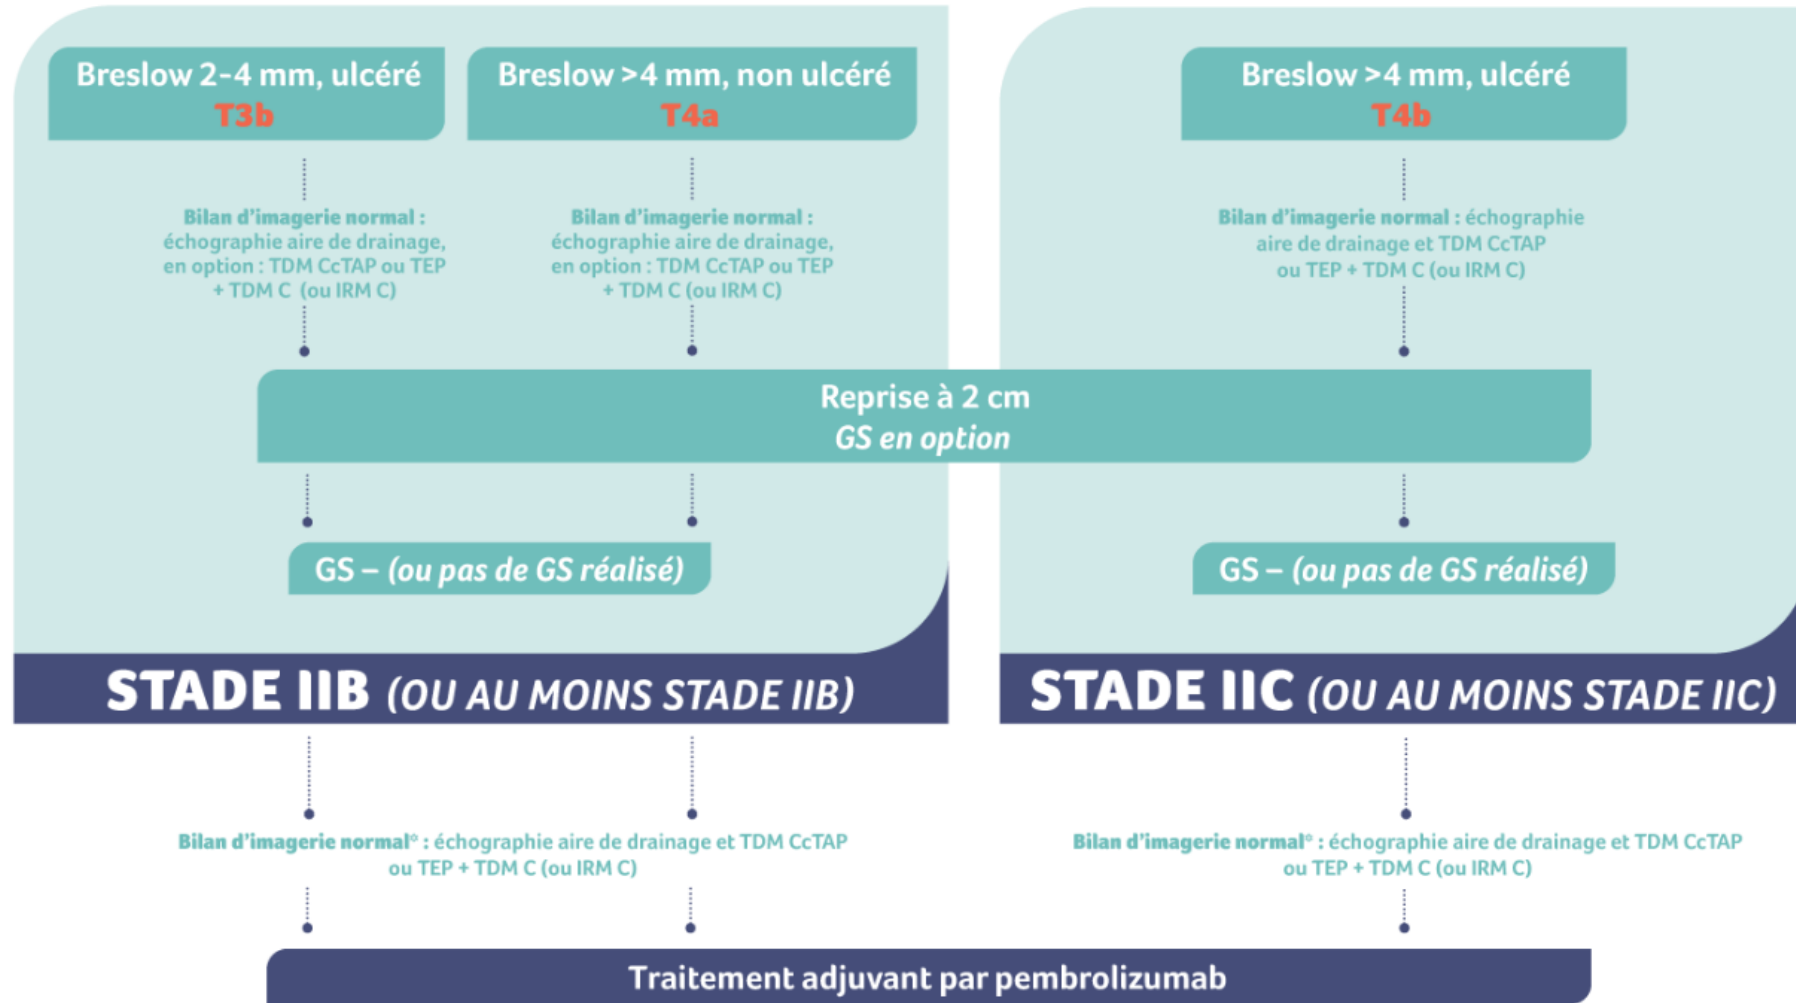 Breslow 2-4 mm, ulcéré
T3b
Breslow >4 mm, non ulcéré
T4a
Breslow >4 mm, ulcéré
T4b
Bilan d'imagerie normal :
échographie aire de drainage,
en option : TDM CcTAP ou TEP
+ TDM C (ou IRM C)
Bilan d'imagerie normal :
échographie aire de drainage,
en option : TDM CcTAP ou TEP
+ TDM C (ou IRM C)
Bilan d'imagerie normal : échographie
aire de drainage et TDM CcTAP
ou TEP + TDM C (ou IRM C)
Reprise à 2 cm
GS en option
GS – (ou pas de GS réalisé)
GS – (ou pas de GS réalisé)
STADE IIB (OU AU MOINS STADE IIB)
STADE IIC (OU AU MOINS STADE IIC)
Bilan d'imagerie normal* : échographie aire de drainage et TDM CcTAP
ou TEP + TDM C (ou IRM C)
Bilan d'imagerie normal* : échographie aire de drainage et TDM CcTAP
ou TEP + TDM C (ou IRM C)
Traitement adjuvant par pembrolizumab